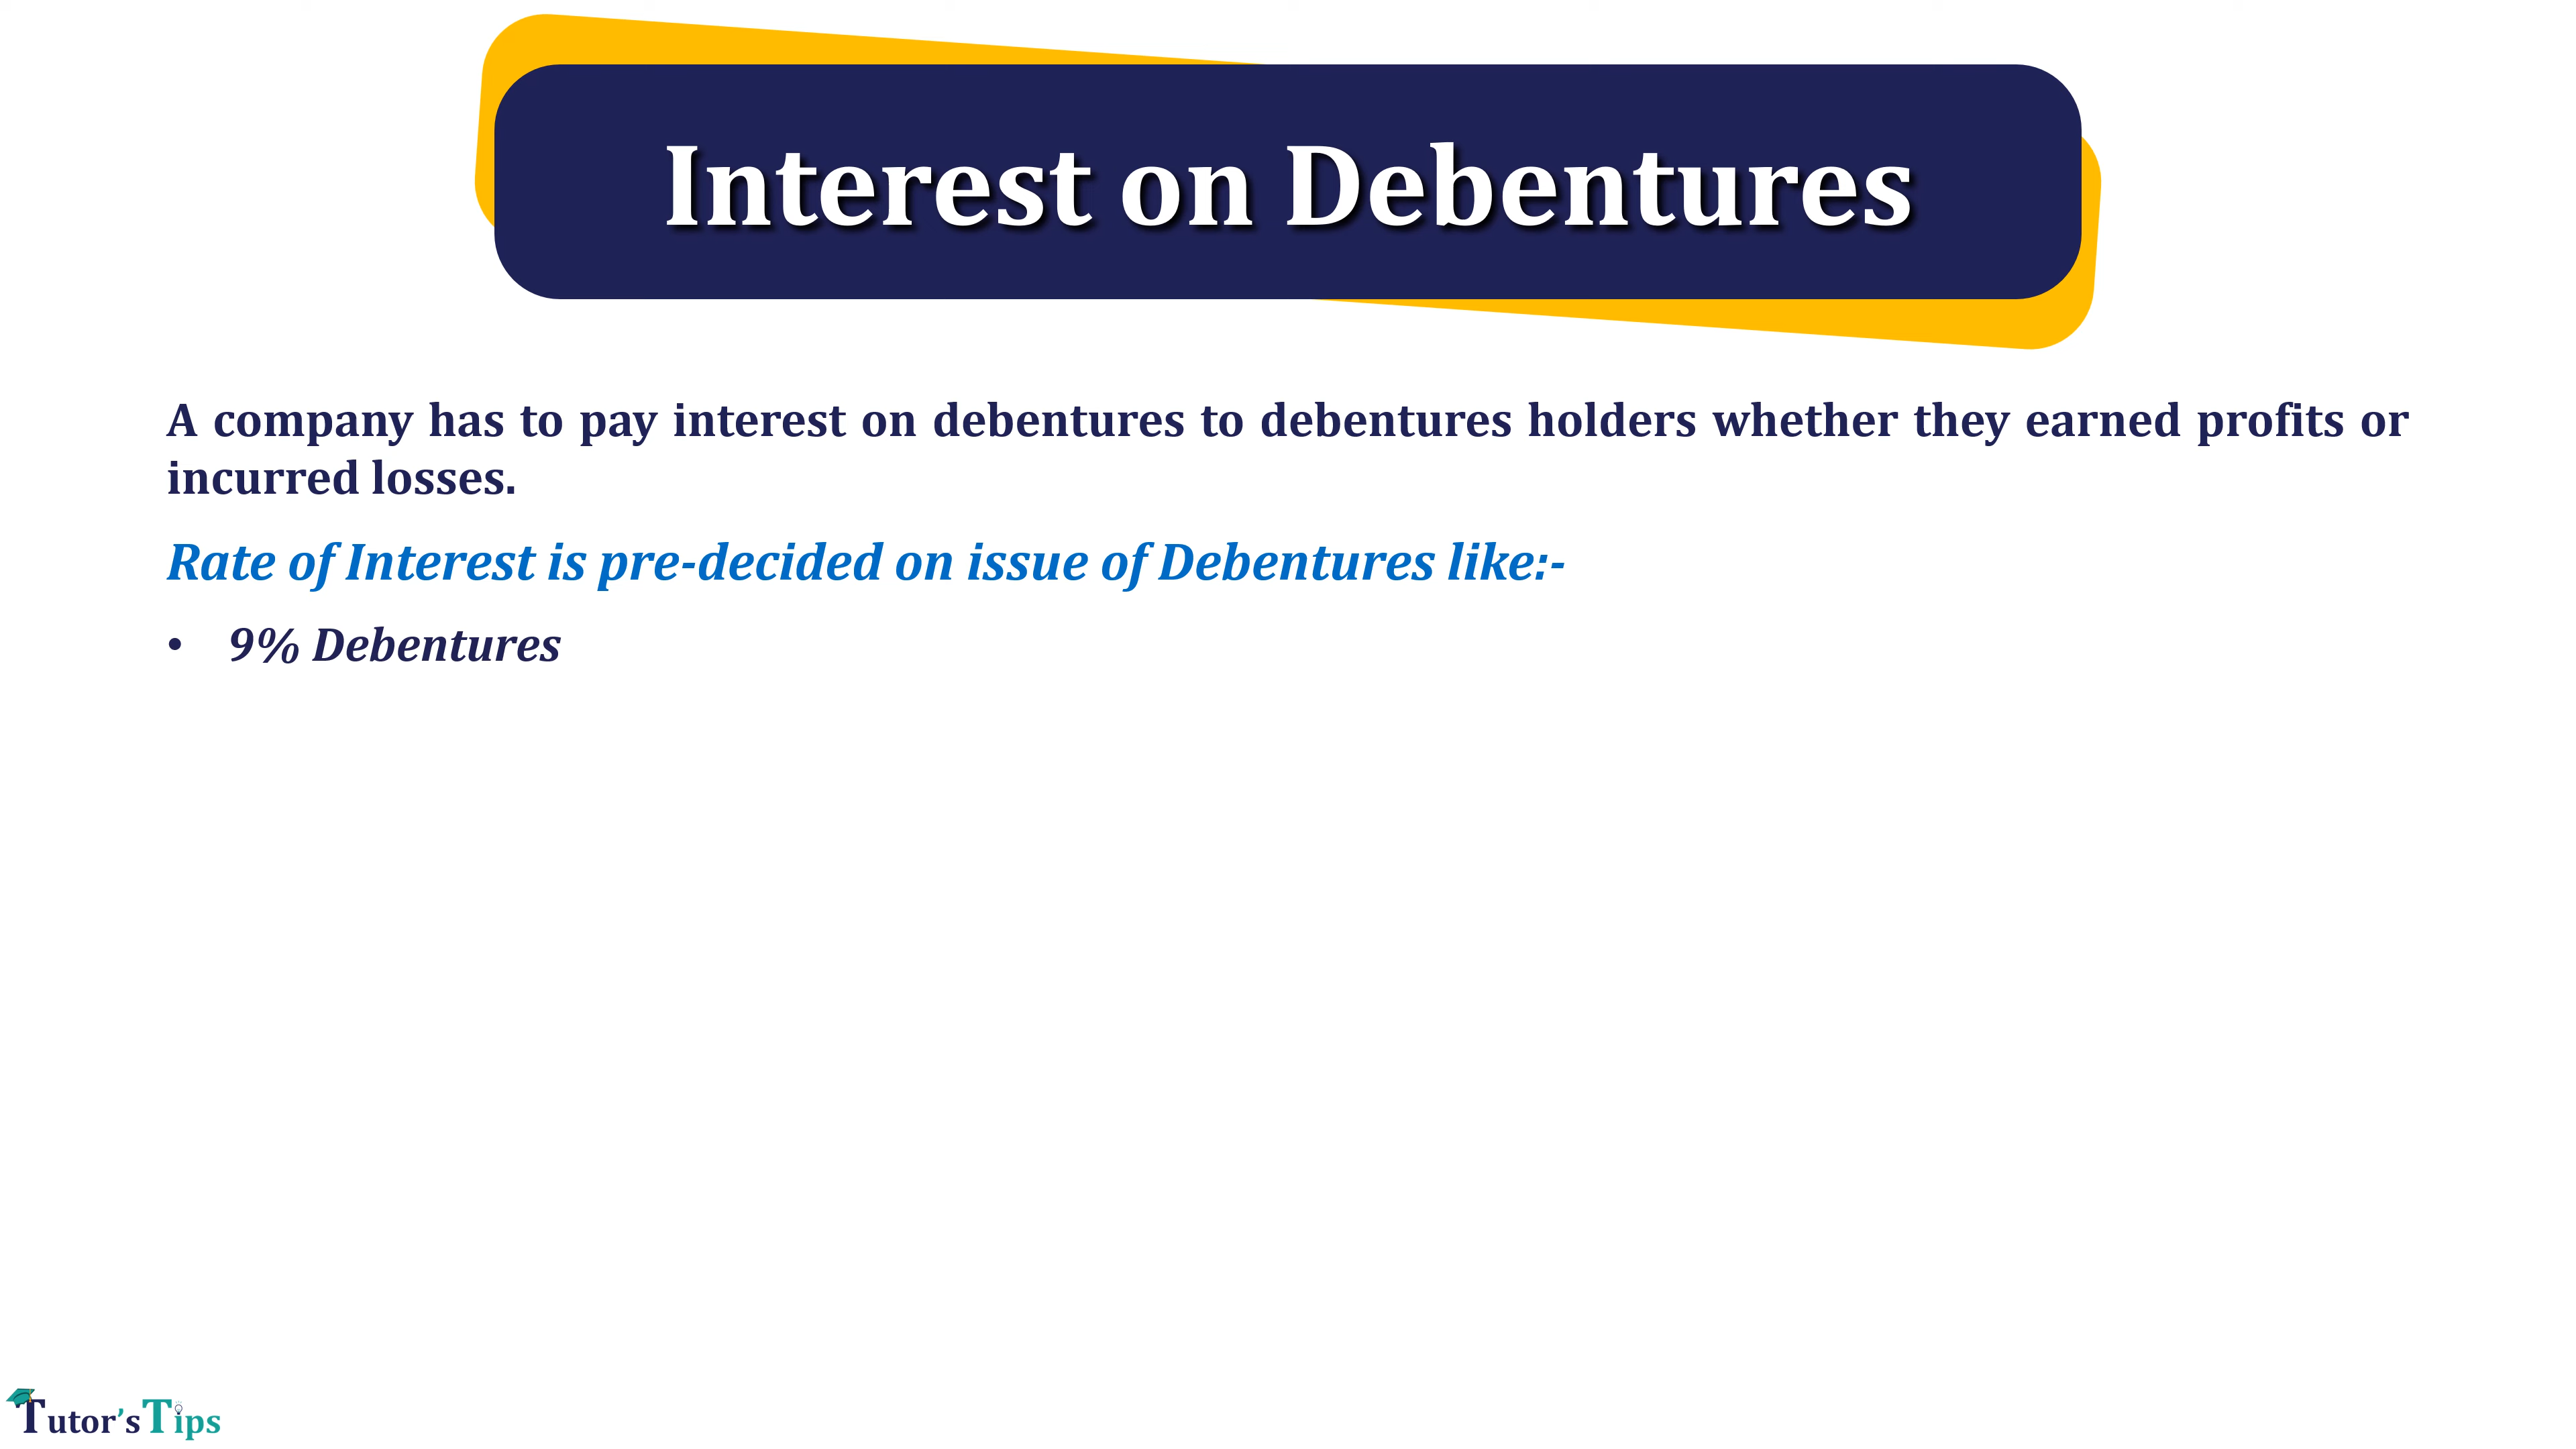 Interest on Debentures
A company has to pay interest on debentures to debentures holders whether they earned profits or
incurred losses.
Rate of Interest is pre-decided on issue of Debentures like:-
• 9% Debentures
Tutor'sTips